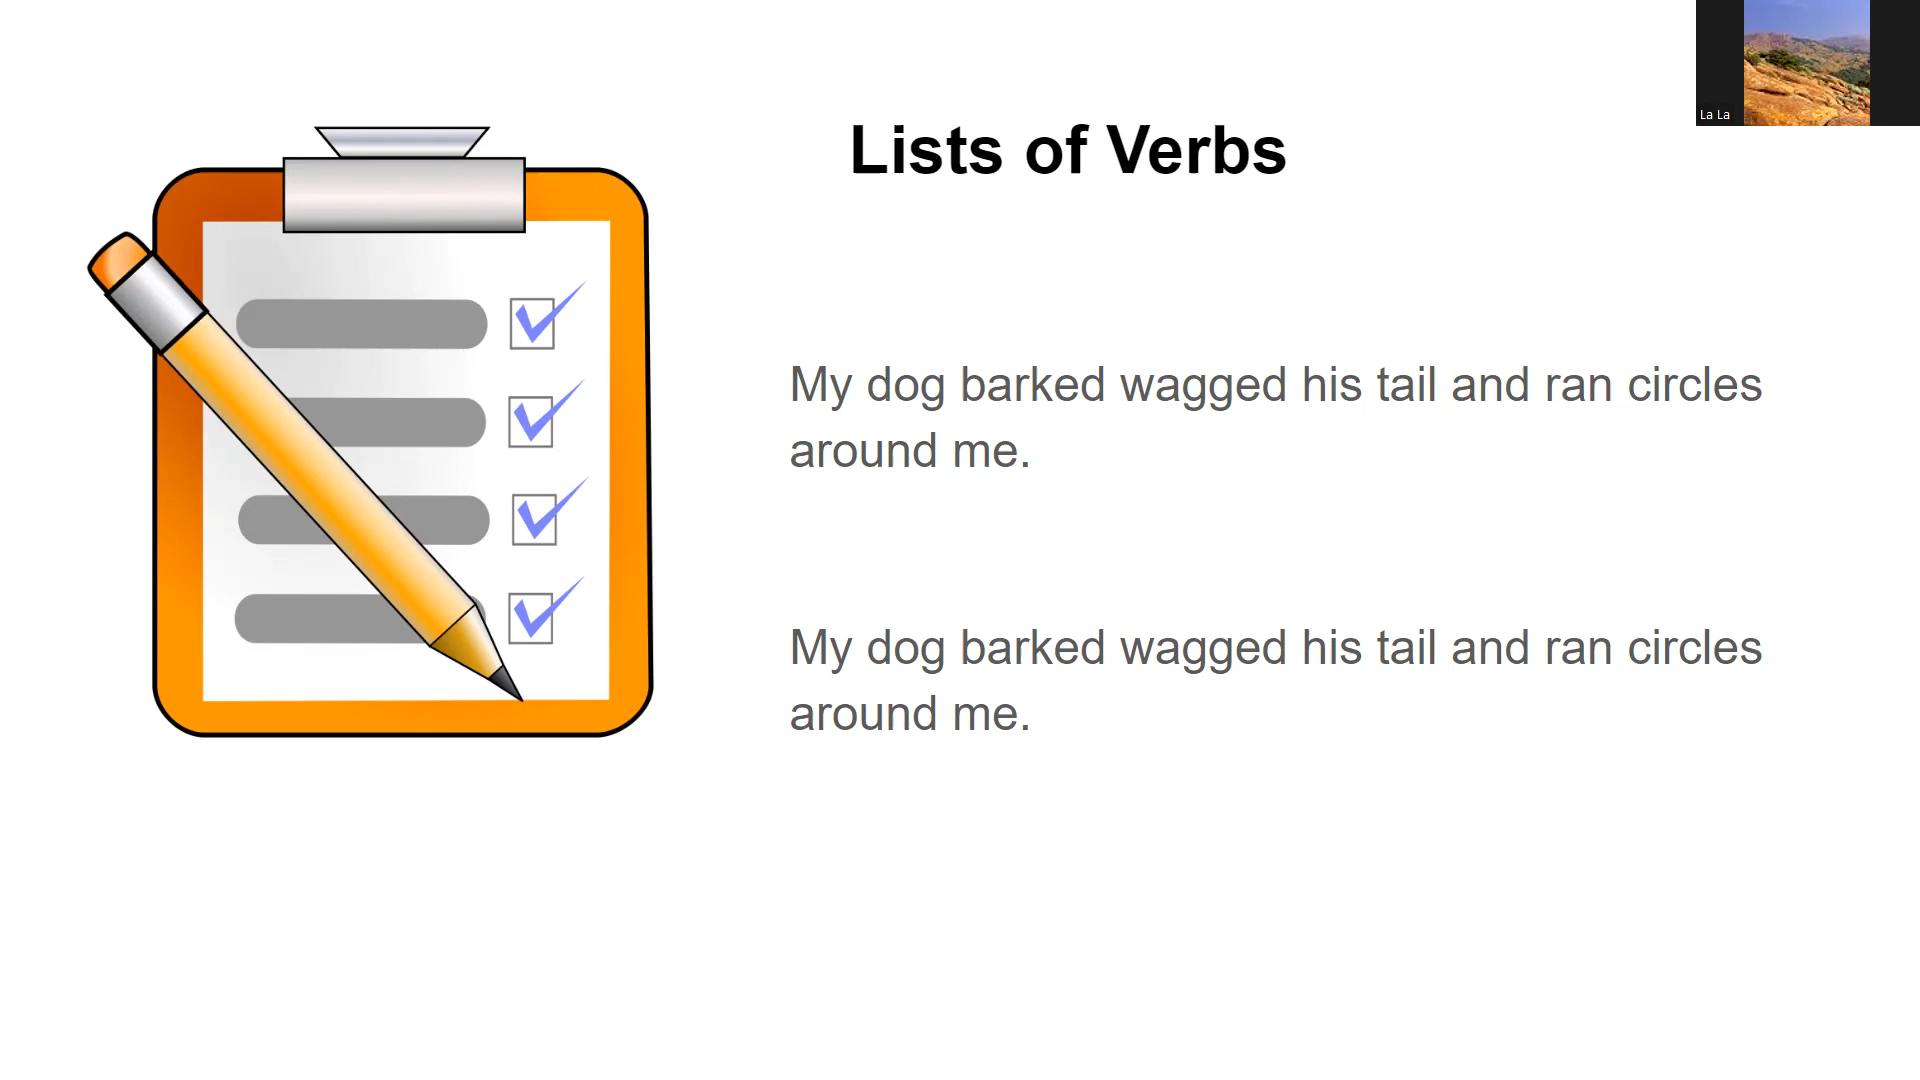 La La
Lists of Verbs
My dog barked wagged his tail and ran circles
around me.
My dog barked wagged his tail and ran circles
around me.